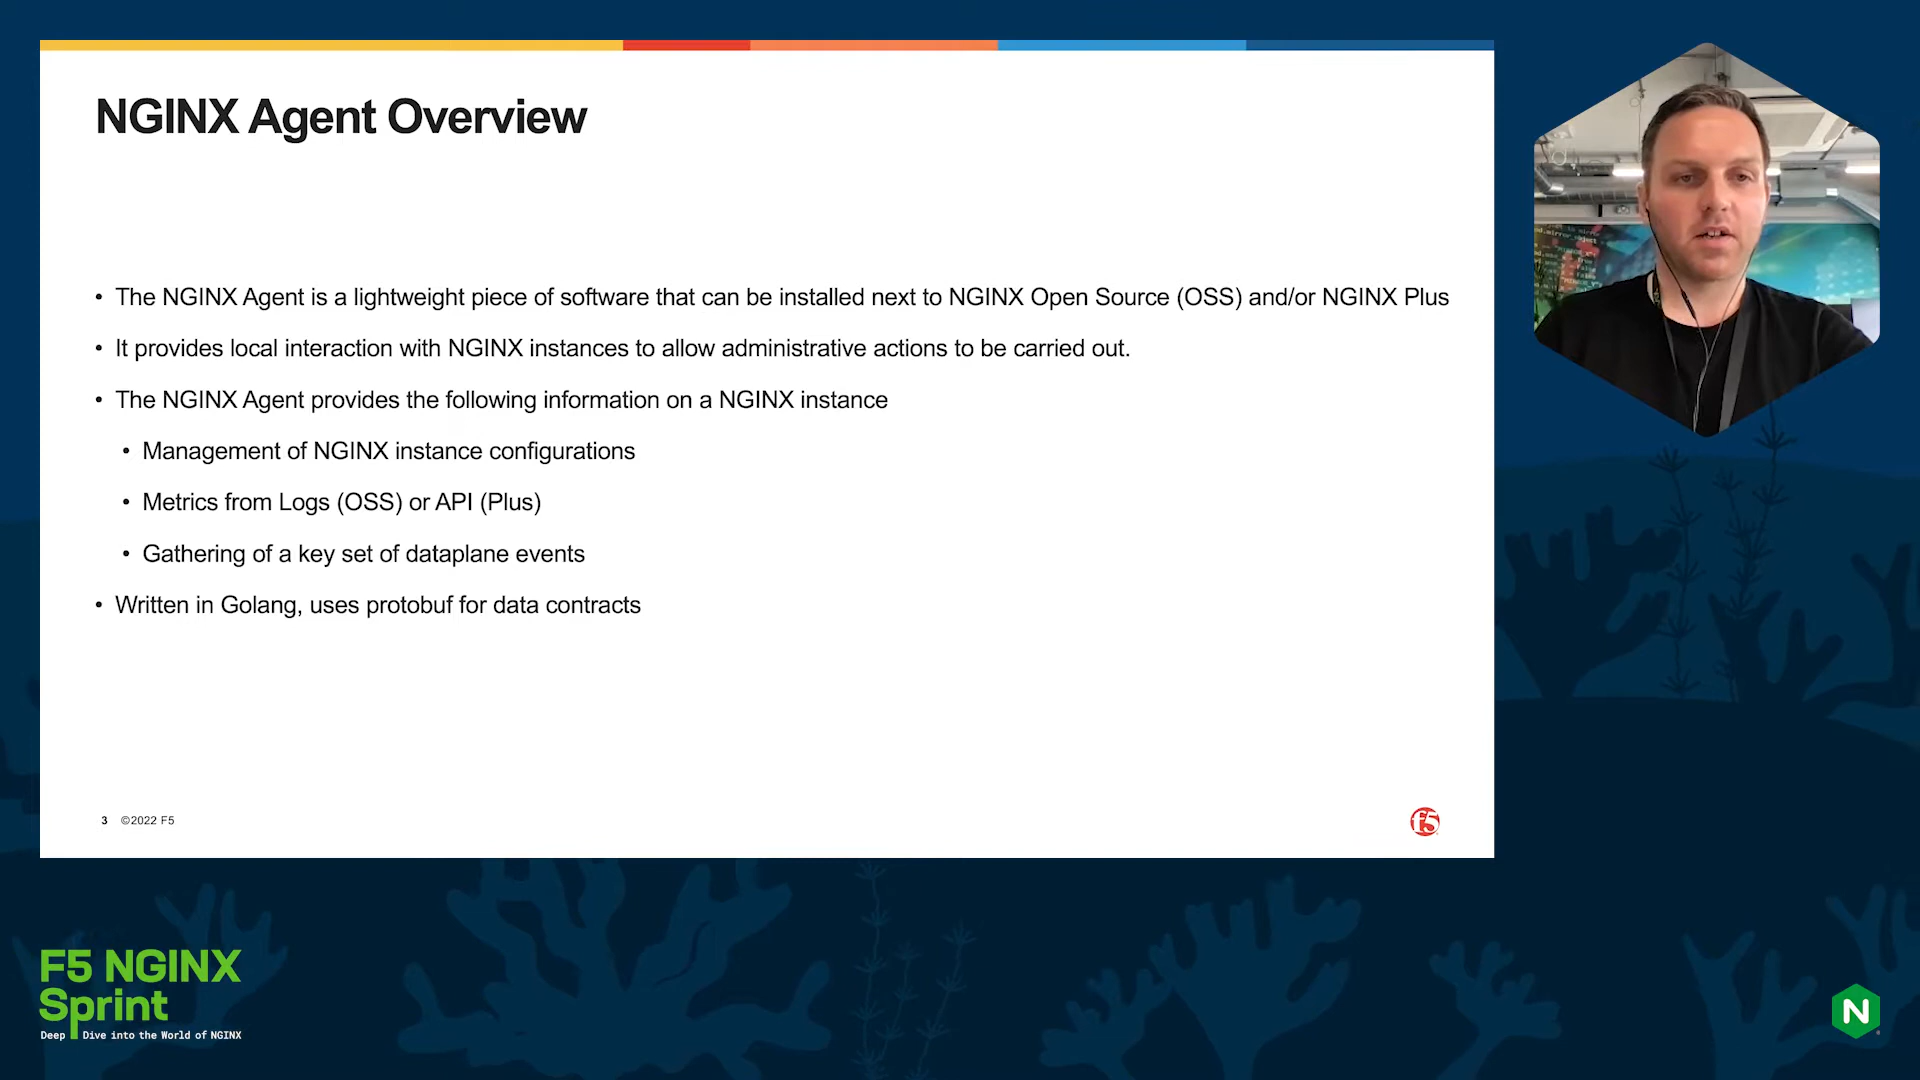 NGINX Agent Overview
• The NGINX Agent is a lightweight piece of software that can be installed next to NGINX Open Source (OSS) and/or NGINX Plus
• It provides local interaction with NGINX instances to allow administrative actions to be carried out.
• The NGINX Agent provides the following information on a NGINX instance
• Management of NGINX instance configurations
• Metrics from Logs (OSS) or API (Plus)
• Gathering of a key set of dataplane events
• Written in Golang, uses protobuf for data contracts
3 ©2022 F5
f5
F5 NGINX
Sprint
Deep Dive into the World of NGINX
N